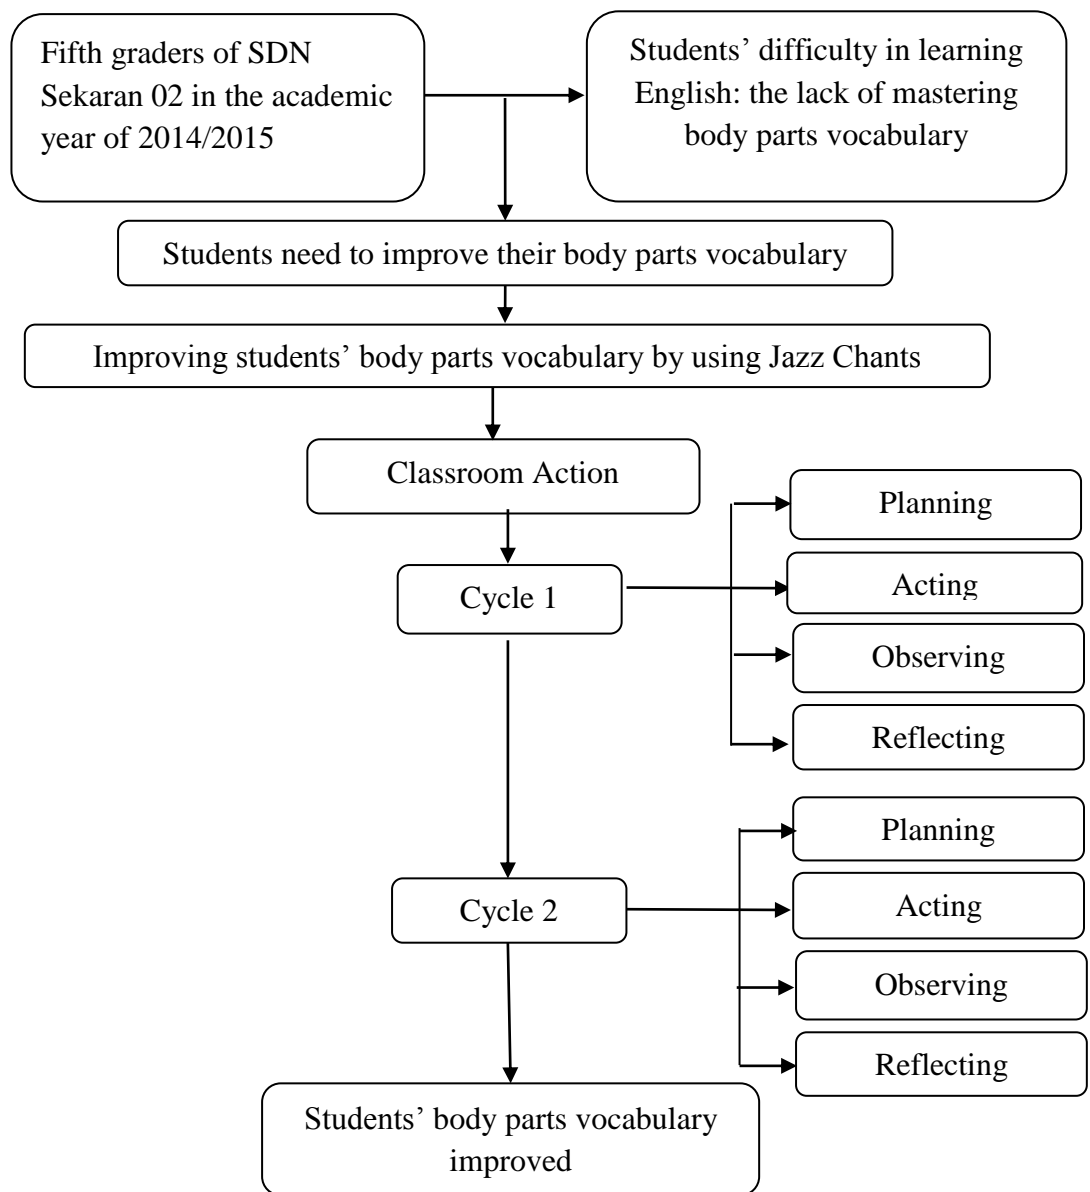 Fifth graders of SDN
Sekaran 02 in the academic
year of 2014/2015
Students’ difficulty in learning
English: the lack of mastering
body parts vocabulary
Students need to improve their body parts vocabulary
Improving students’ body parts vocabulary by using Jazz Chants
Classroom Action
Cycle 1
Planning
Acting
Observing
Reflecting
Cycle 2
Planning
Acting
Observing
Reflecting
Students’ body parts vocabulary
improved